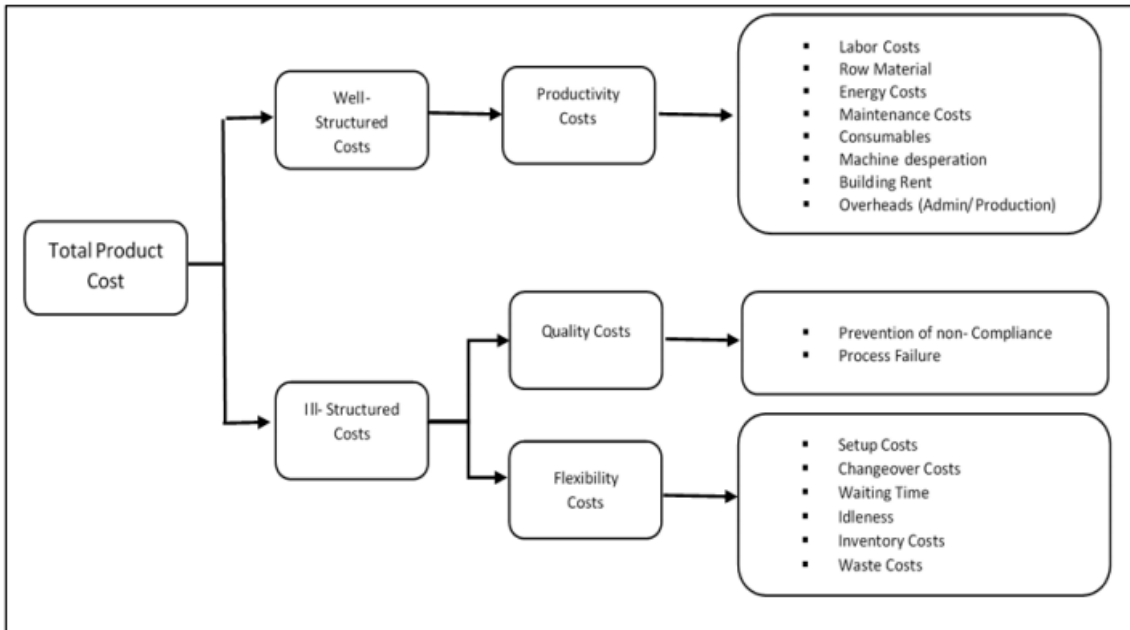 Total Product
Cost
Well-
Structured
Costs
Productivity
Costs
▪ Labor Costs
▪ Row Material
▪ Energy Costs
▪ Maintenance Costs
▪ Consumables
▪ Machine desperation
▪ Building Rent
▪ Overheads (Admin/Production)
Ill- Structured
Costs
Quality Costs
▪ Prevention of non- Compliance
▪ Process Failure
Flexibility
Costs
▪ Setup Costs
▪ Changeover Costs
▪ Waiting Time
▪ Idleness
▪ Inventory Costs
▪ Waste Costs